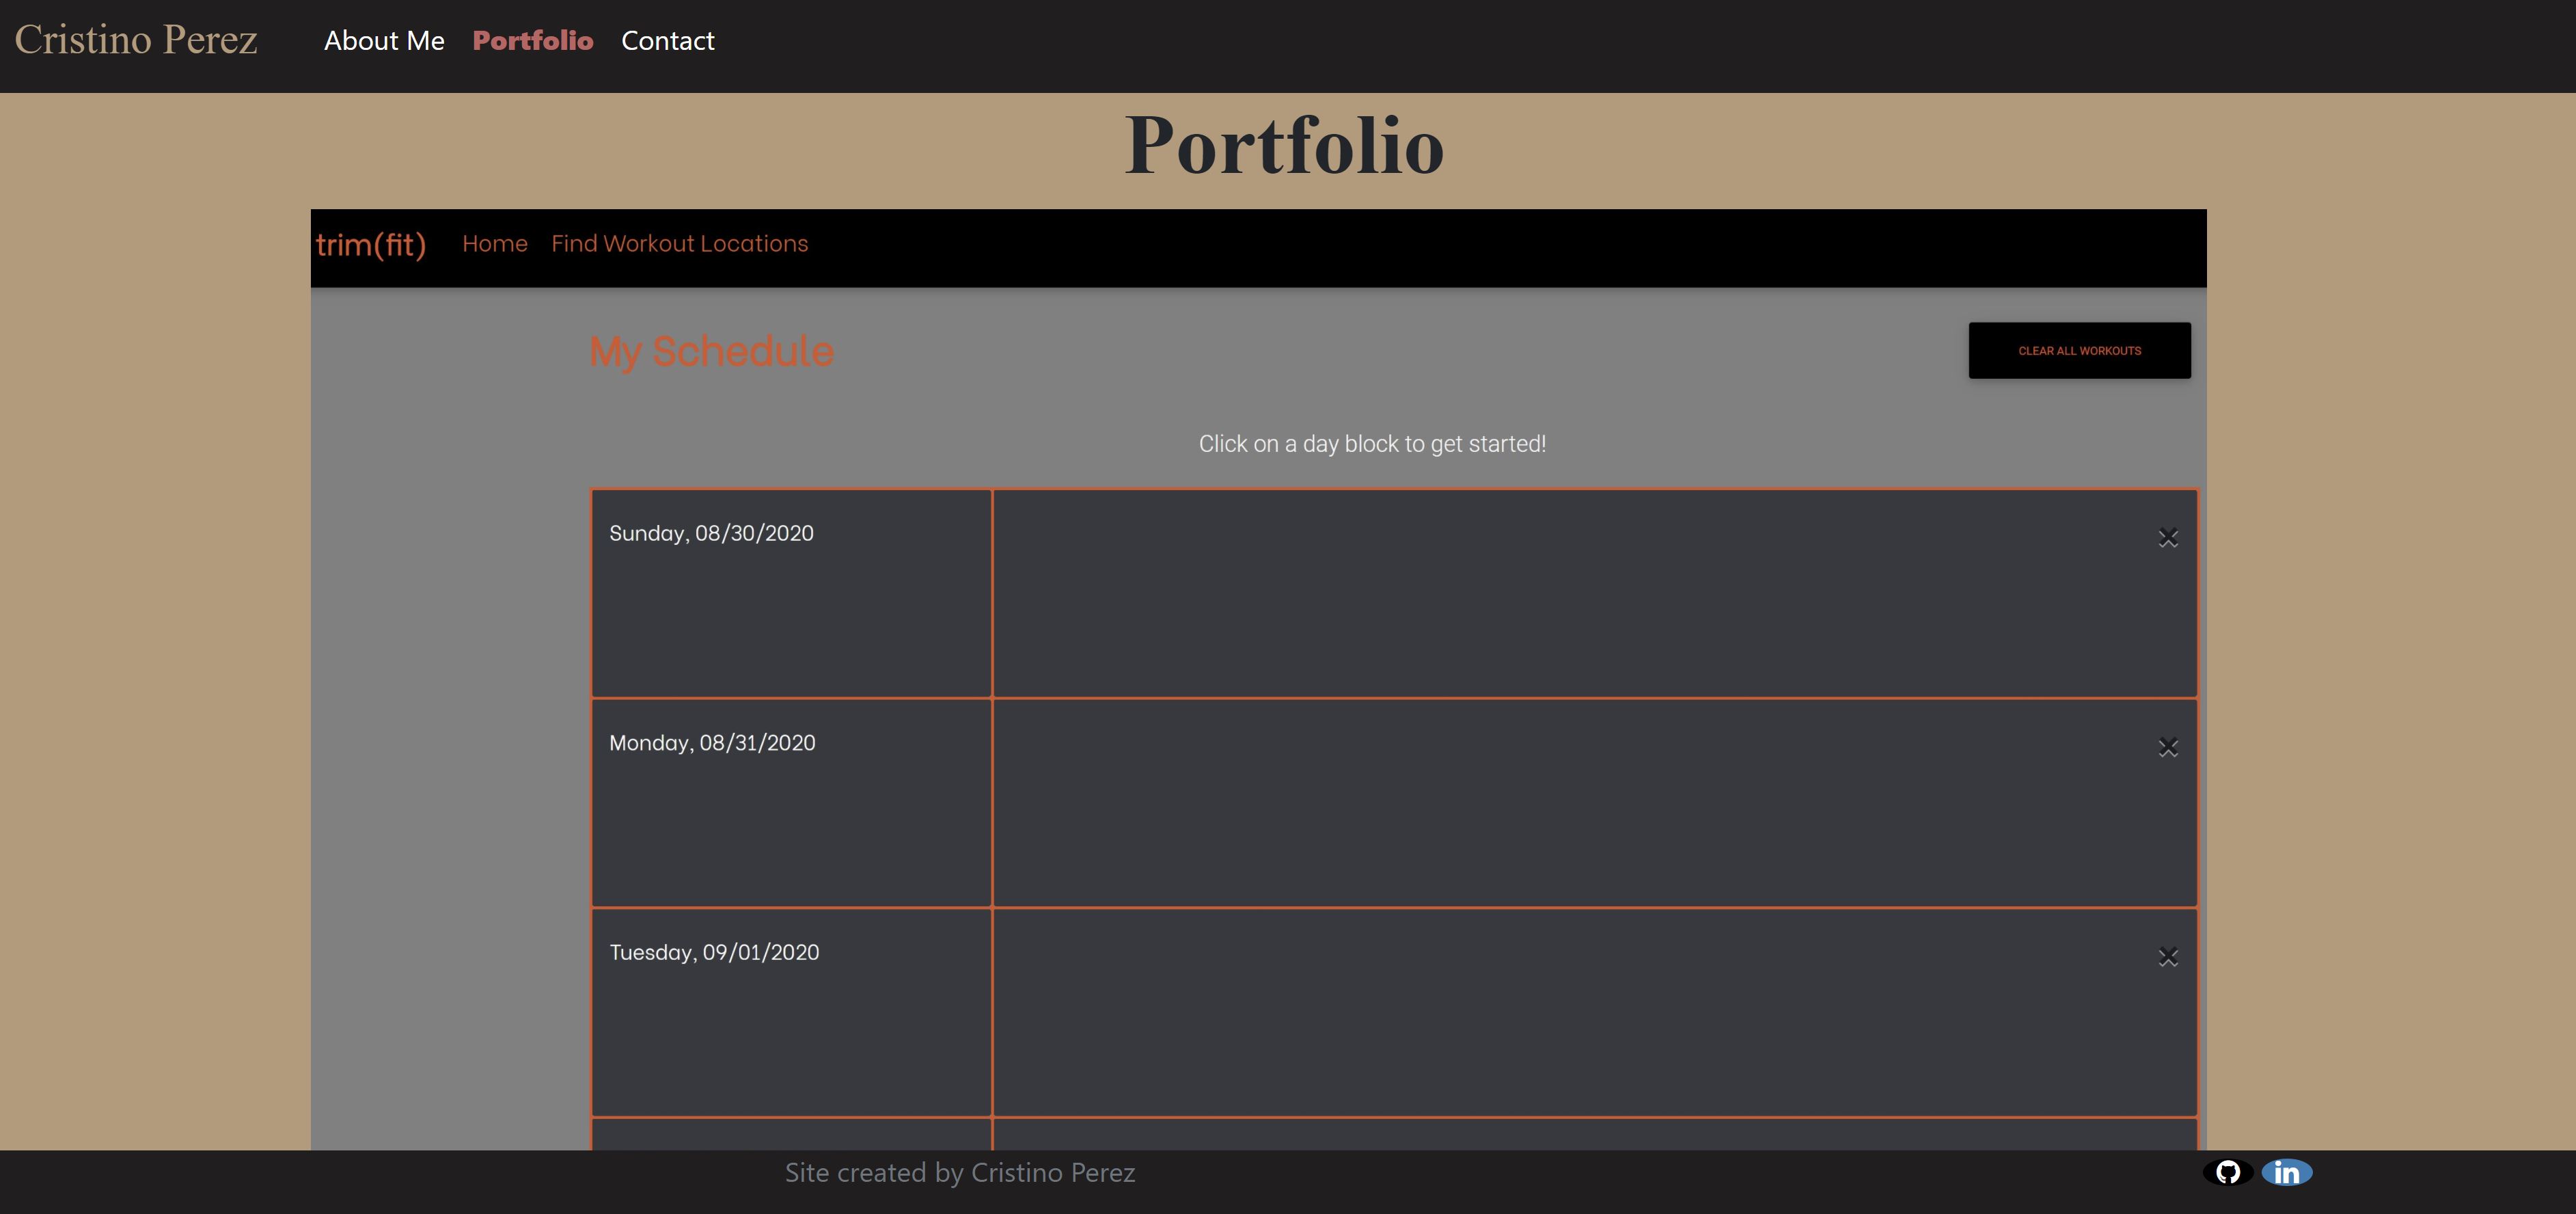 Cristino Perez About Me Portfolio Contact
Portfolio
trim(fit) Home Find Workout Locations
My Schedule
CLEAR ALL WORKOUTS
Click on a day block to get started!
Sunday, 08/30/2020
Monday, 08/31/2020
Tuesday, 09/01/2020
Site created by Cristino Perez
in